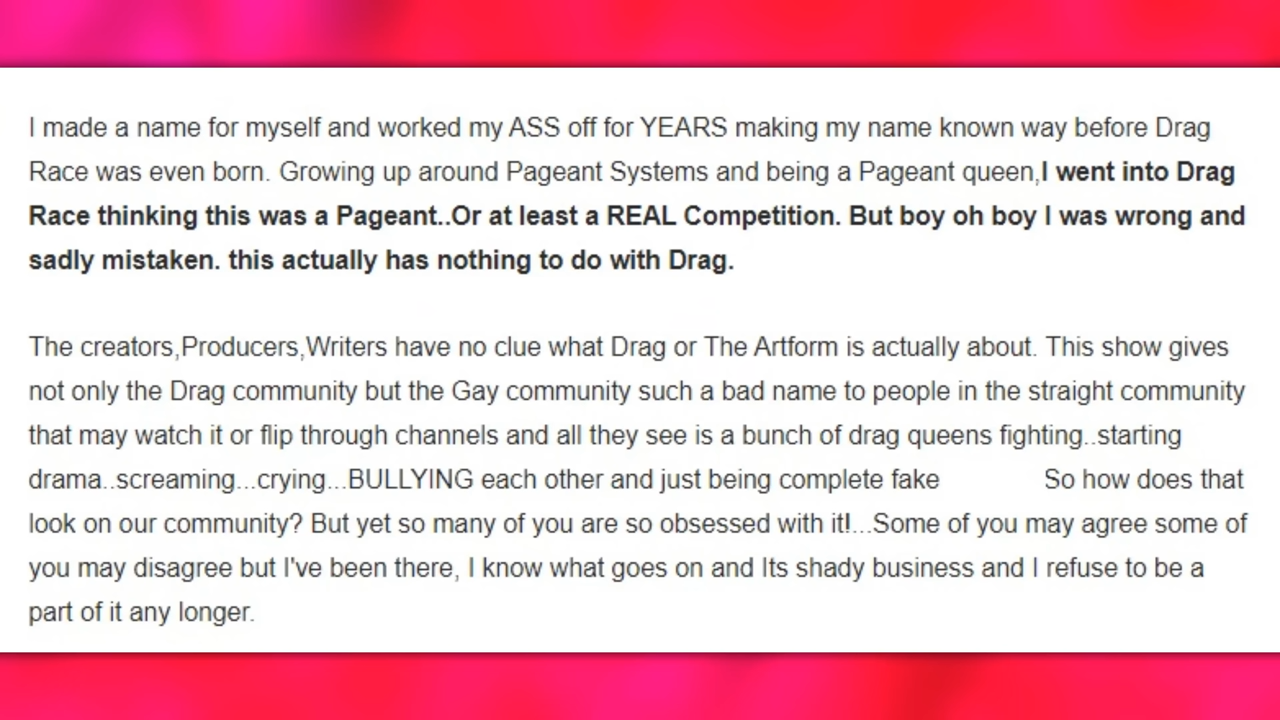 I made a name for myself and worked my ASS off for YEARS making my name known way before Drag
Race was even born. Growing up around Pageant Systems and being a Pageant queen,I went into Drag
Race thinking this was a Pageant..Or at least a REAL Competition. But boy oh boy I was wrong and
sadly mistaken. this actually has nothing to do with Drag.
The creators,Producers,Writers have no clue what Drag or The Artform is actually about. This show gives
not only the Drag community but the Gay community such a bad name to people in the straight community
that may watch it or flip through channels and all they see is a bunch of drag queens fighting..starting
drama..screaming...crying...BULLYING each other and just being complete fake So how does that
look on our community? But yet so many of you are so obsessed with it!...Some of you may agree some of
you may disagree but I've been there, I know what goes on and Its shady business and I refuse to be a
part of it any longer.